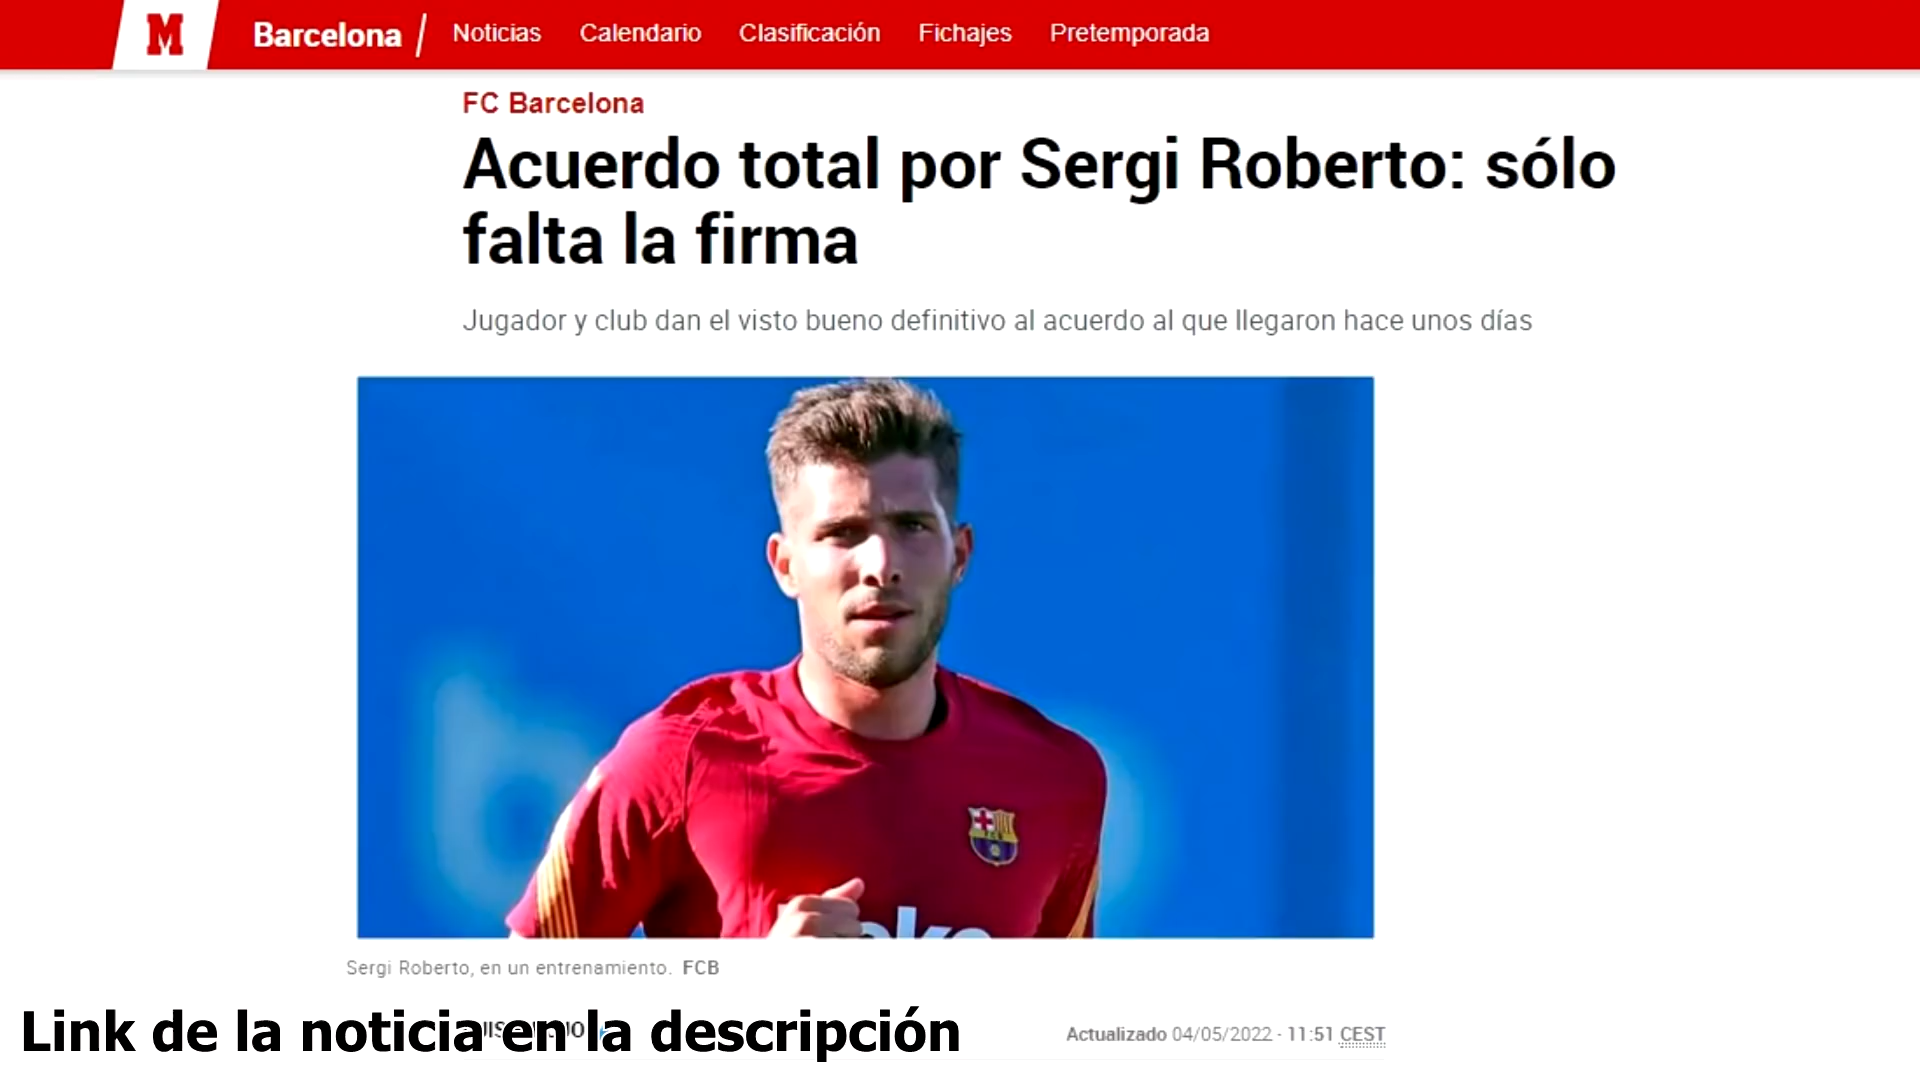 M
Barcelona / Noticias Calendario Clasificación Fichajes Pretemporada
FC Barcelona
Acuerdo total por Sergi Roberto: sólo
falta la firma
Jugador y club dan el visto bueno definitivo al acuerdo al que llegaron hace unos días
FCB
Sergi Roberto, en un entrenamiento. FCB
Link de la noticia en la descripción
Actualizado 04/05/2022 - 11:51 CEST